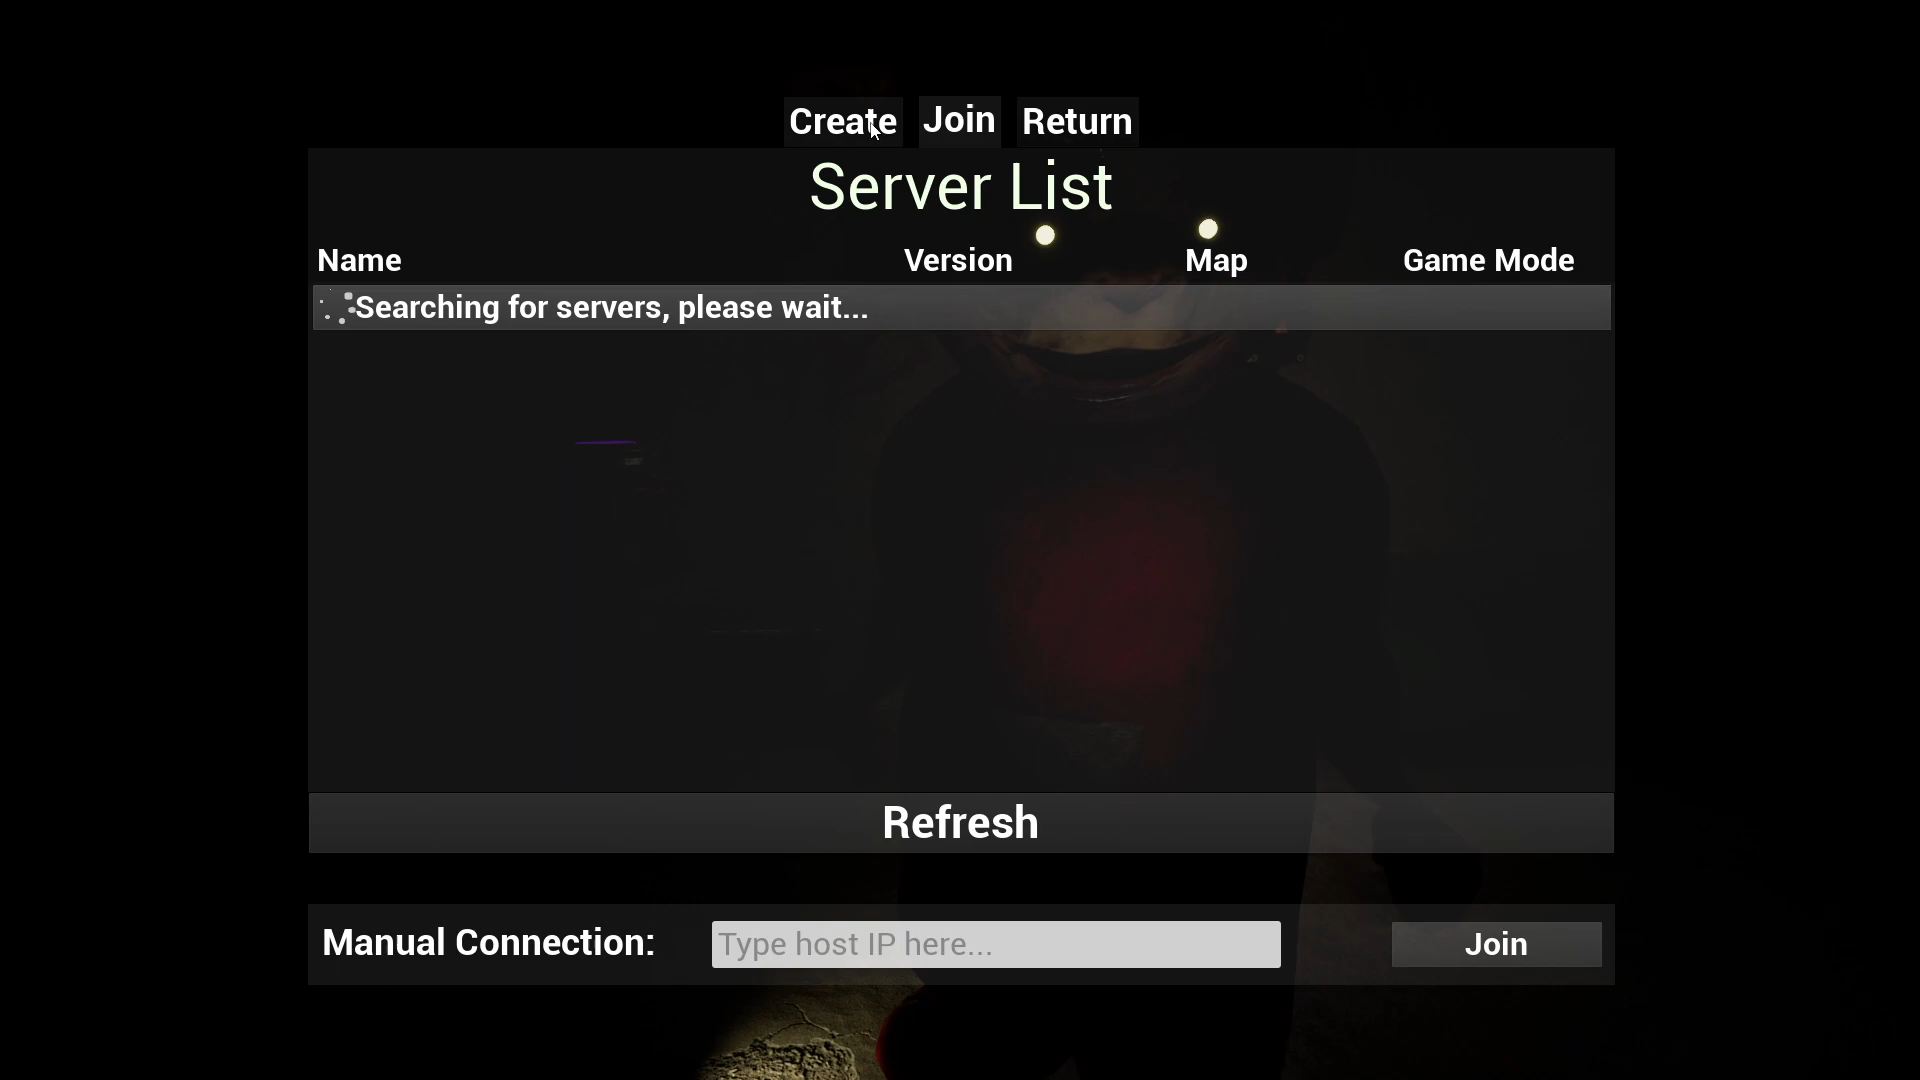 Create Join Return
Server List
Name Version Map Game Mode
Searching for servers, please wait...
Refresh
Manual Connection: Type host IP here... Join